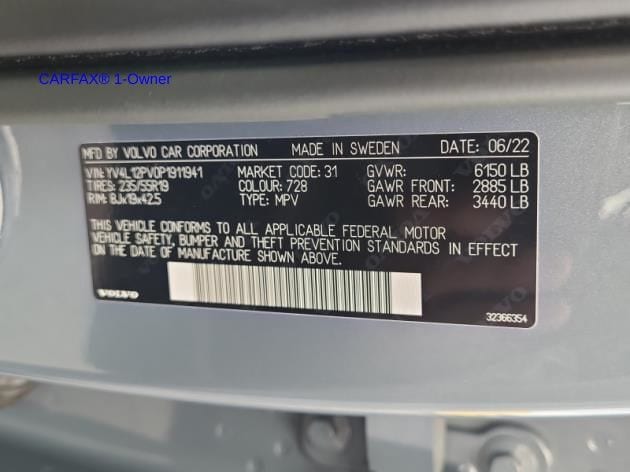 CARFAX® 1-Owner
MFD BY VOLVO CAR CORPORATION MADE IN SWEDEN DATE: 06/22
VIN: YV4L12PV0P1911941 MARKET CODE: 31 GVWR: 6150 LB
TIRES: 235/55R19 COLOUR: 728 GAWR FRONT: 2885 LB
RIM: 8Jx19x42.5 TYPE: MPV GAWR REAR: 3440 LB
THIS VEHICLE CONFORMS TO ALL APPLICABLE FEDERAL MOTOR
VEHICLE SAFETY, BUMPER AND THEFT PREVENTION STANDARDS IN EFFECT
ON THE DATE OF MANUFACTURE SHOWN ABOVE.
VOLVO
32366354